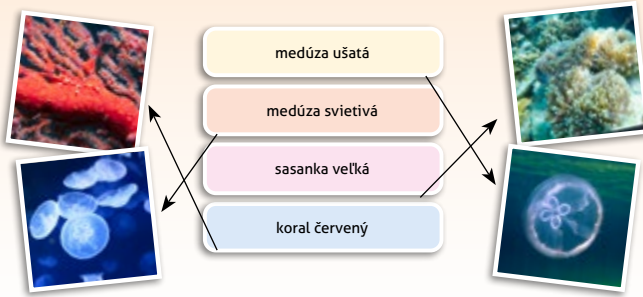 medúza ušatá
medúza svietivá
sasanka veľká
koral červený